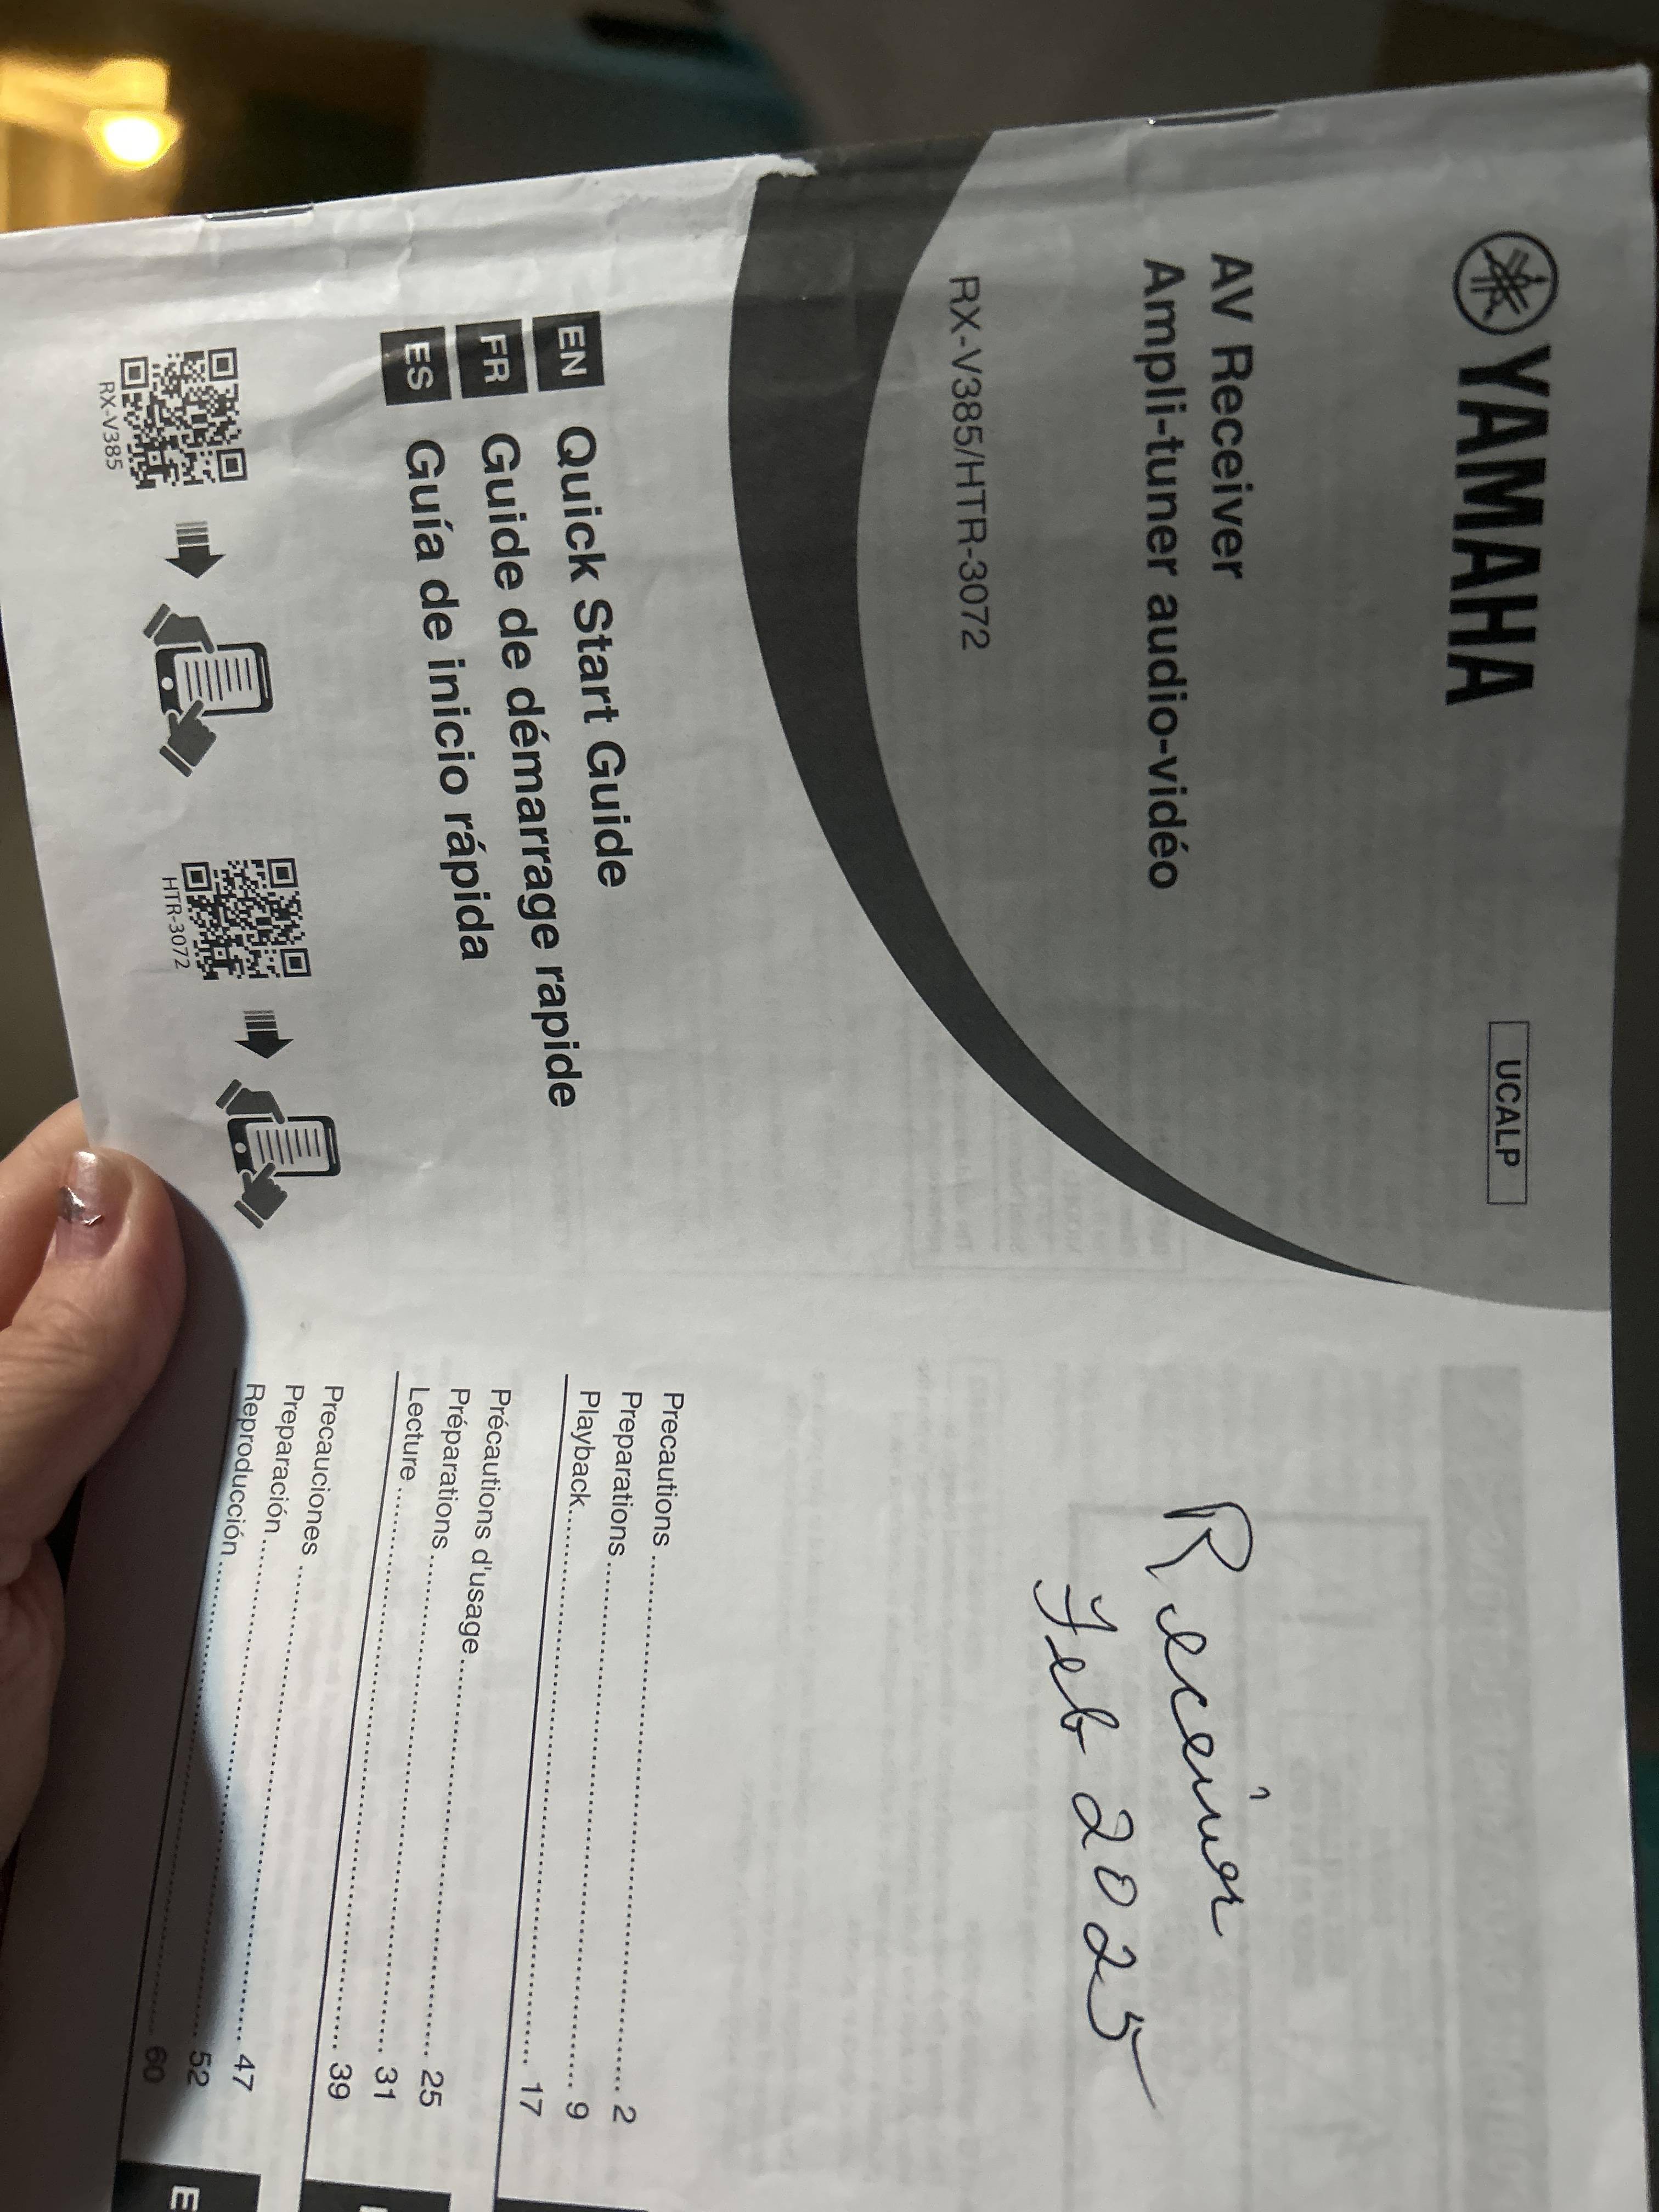 YAMAHA
UCALP
AV Receiver
Ampli-tuner audio-vidéo
RX-V385/HTR-3072
Receiver
Feb 2025
EN Quick Start Guide
FR Guide de démarrage rapide
ES Guía de inicio rápida
RX-V385
HTR-3072
Precautions ........ 2
Preparations ........ 9
Playback ........ 17
Précautions d'usage ........ 25
Préparations ........ 31
Lecture ........ 39
Precauciones ........ 47
Preparación ........ 52
Reproducción ........ 60
E